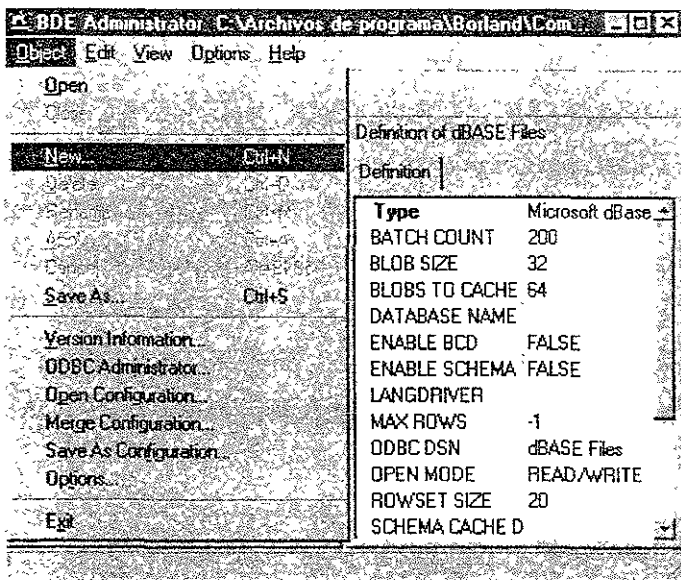 BDE Administrator C:\Archivos de programa\Borland\Com...
Object Edit View Options Help
Open
Close
New... Ctrl+N
Delete
Save As... Ctrl+S
Version Information...
ODBC Administrator...
Open Configuration...
Merge Configuration...
Save As Configuration...
Options...
Exit
Definition of dBASE Files
Definition
Type Microsoft dBase
BATCH COUNT 200
BLOB SIZE 32
BLOBS TO CACHE 64
DATABASE NAME
ENABLE BCD FALSE
ENABLE SCHEMA FALSE
LANGDRIVER
MAX ROWS -1
ODBC DSN dBASE Files
OPEN MODE READ/WRITE
ROWSET SIZE 20
SCHEMA CACHE D